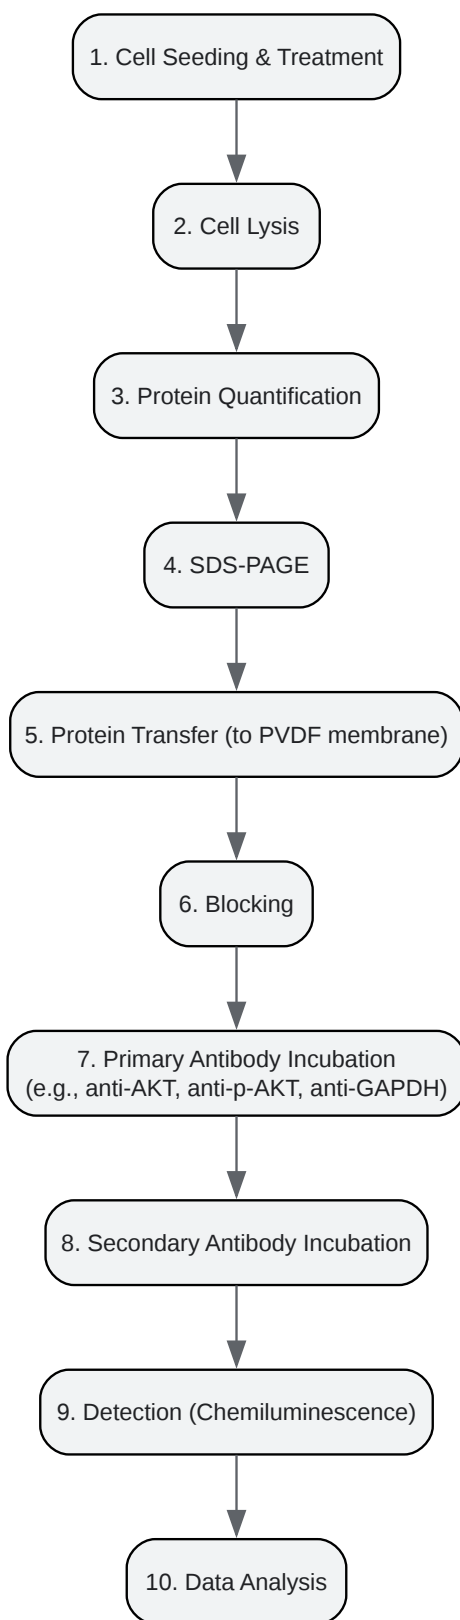 1. Cell Seeding & Treatment
2. Cell Lysis
3. Protein Quantification
4. SDS-PAGE
5. Protein Transfer (to PVDF membrane)
6. Blocking
7. Primary Antibody Incubation
(e.g., anti-AKT, anti-p-AKT, anti-GAPDH)
8. Secondary Antibody Incubation
9. Detection (Chemiluminescence)
10. Data Analysis